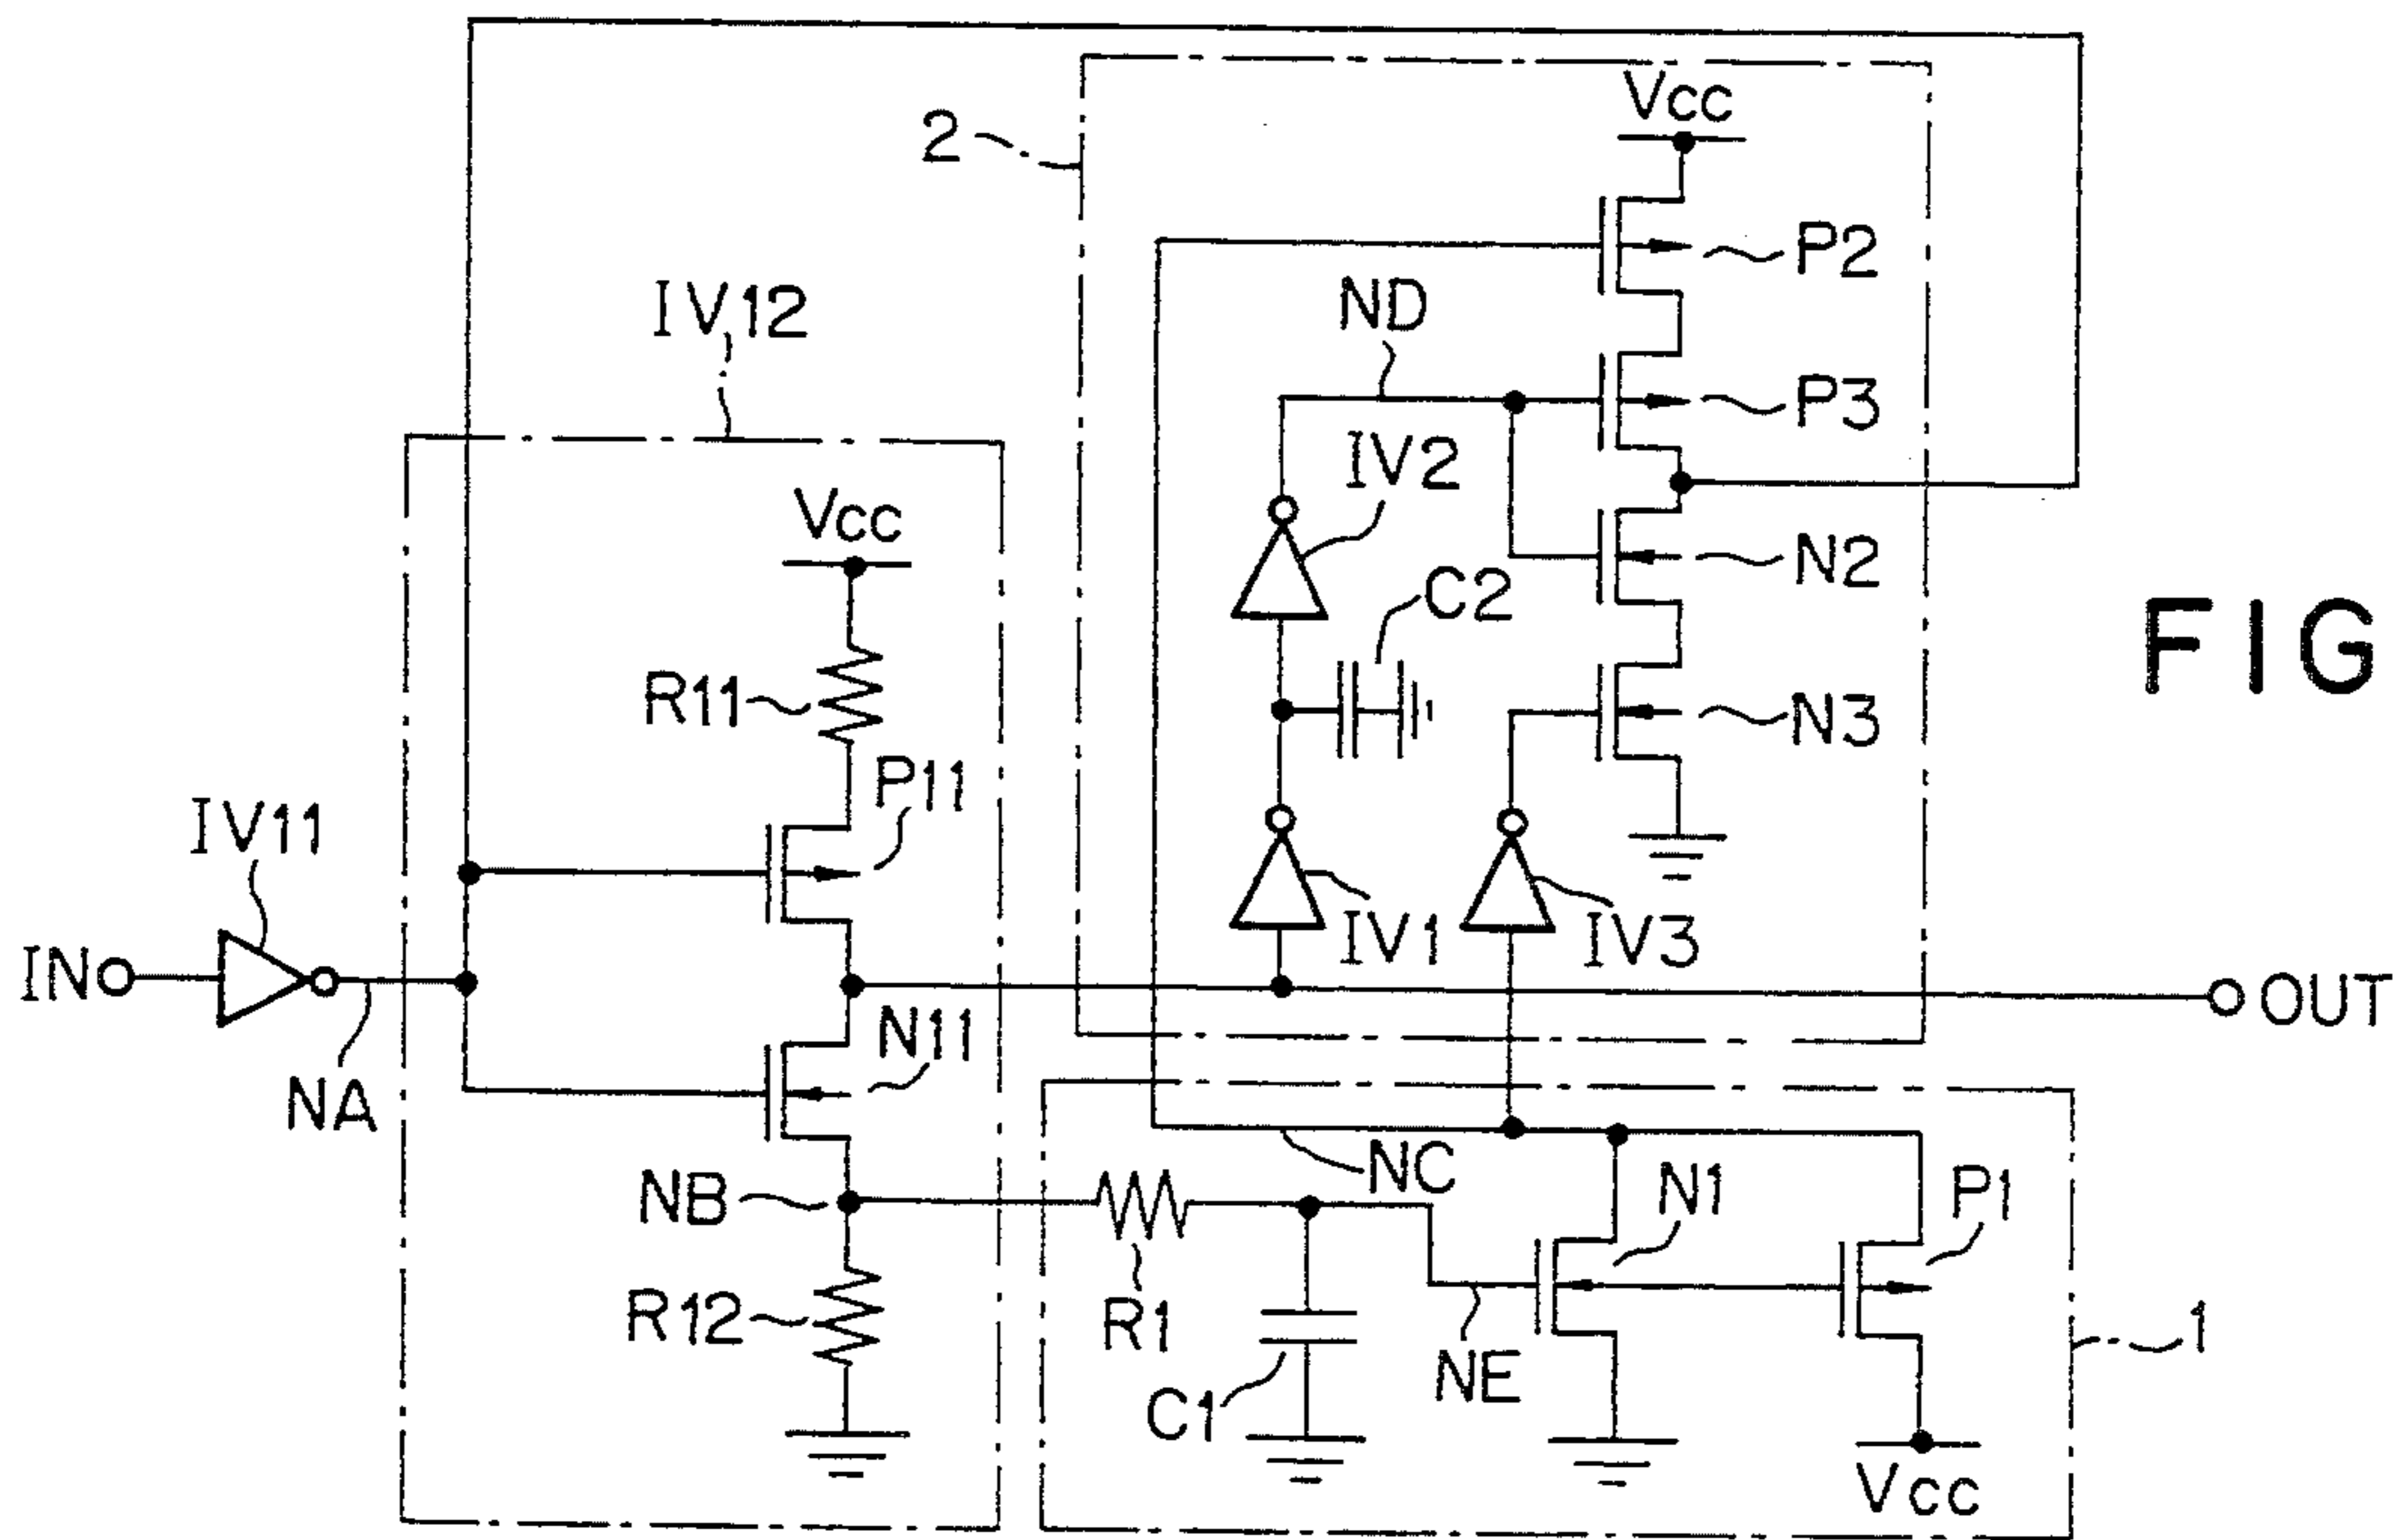 Vcc
2
P2
ND
IV12
P3
IV2
Vcc
N2
C2
FIG
R11
N3
P11
IV11
IV1
IV3
IN
OUT
N11
NA
NC
N1
P1
NB
R12
R1
NE
1
C1
Vcc